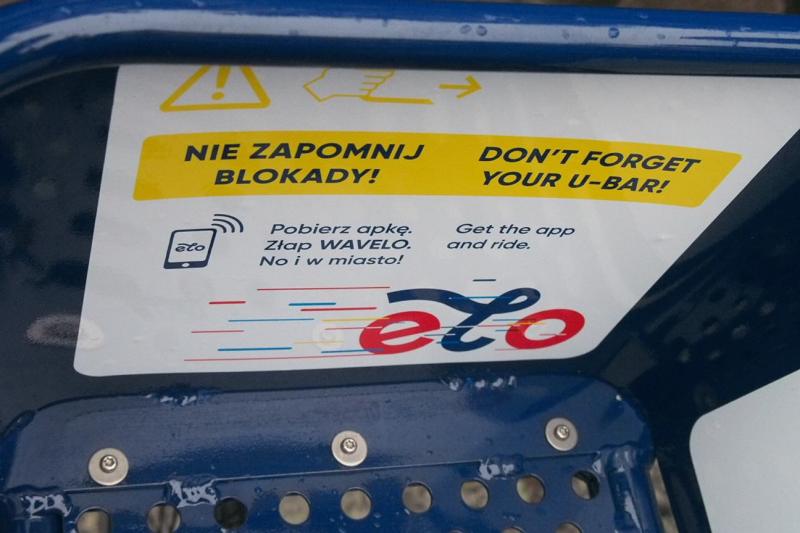 NIE ZAPOMNIJ
BLOKADY!
DON'T FORGET
YOUR U-BAR!
elo
Pobierz apkę.
Złap WAVELO.
No i w miasto!
Get the app
and ride.
elo